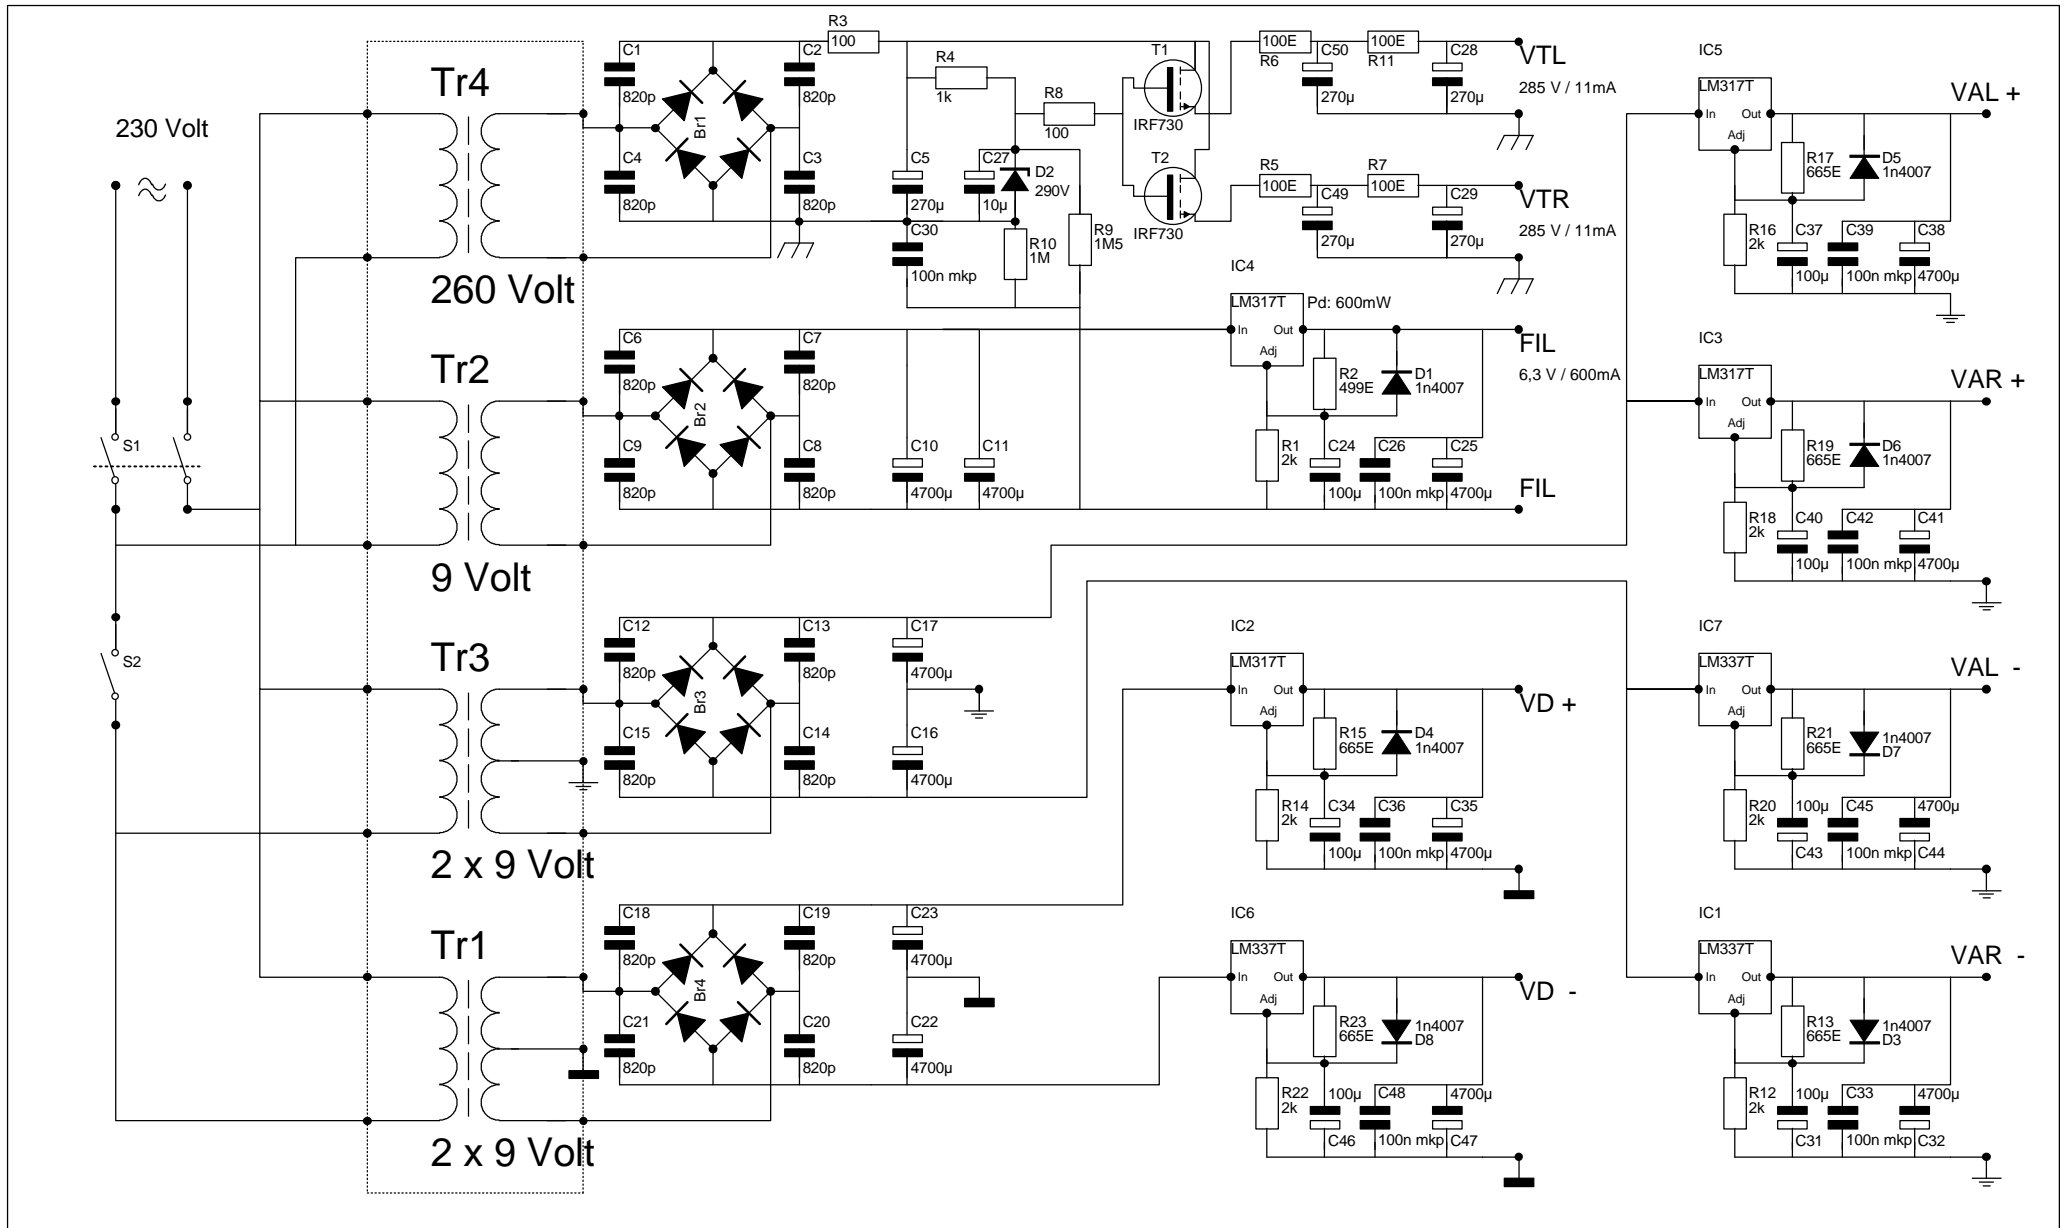 230 Volt
S1
S2
Tr4
260 Volt
C1
820p
C4
820p
Br1
C2
820p
C3
820p
R3
100
R4
1k
C5
270µ
C27
10µ
D2
290V
C30
100n mkp
R10
1M
R9
1M5
R8
100
T1
IRF730
T2
IRF730
100E
R6
C50
270µ
100E
R11
C28
270µ
VTL
285 V / 11mA
R5
100E
C49
270µ
R7
100E
C29
270µ
VTR
285 V / 11mA
Tr2
9 Volt
C6
820p
C9
820p
Br2
C7
820p
C8
820p
C10
4700µ
C11
4700µ
IC4
LM317T
In
Out
Adj
Pd: 600mW
R2
499E
D1
1n4007
R1
2k
C24
100µ
C26
100n mkp
C25
4700µ
FIL
6,3 V / 600mA
FIL
Tr3
2 x 9 Volt
C12
820p
C15
820p
Br3
C13
820p
C14
820p
C17
4700µ
C16
4700µ
Tr1
2 x 9 Volt
C18
820p
C21
820p
Br4
C19
820p
C20
820p
C23
4700µ
C22
4700µ
IC2
LM317T
In
Out
Adj
R15
665E
D4
1n4007
R14
2k
C34
100µ
C36
100n mkp
C35
4700µ
VD +
IC6
LM337T
In
Out
Adj
R23
665E
1n4007
D8
R22
2k
100µ
C46
C48
100n mkp
4700µ
C47
VD -
IC5
LM317T
In
Out
Adj
R17
665E
D5
1n4007
R16
2k
C37
100µ
C39
100n mkp
C38
4700µ
VAL +
IC3
LM317T
In
Out
Adj
R19
665E
D6
1n4007
R18
2k
C40
100µ
C42
100n mkp
C41
4700µ
VAR +
IC7
LM337T
In
Out
Adj
R21
665E
1n4007
D7
R20
2k
100µ
C43
C45
100n mkp
4700µ
C44
VAL -
IC1
LM337T
In
Out
Adj
R13
665E
1n4007
D3
R12
2k
100µ
C31
C33
100n mkp
4700µ
C32
VAR -